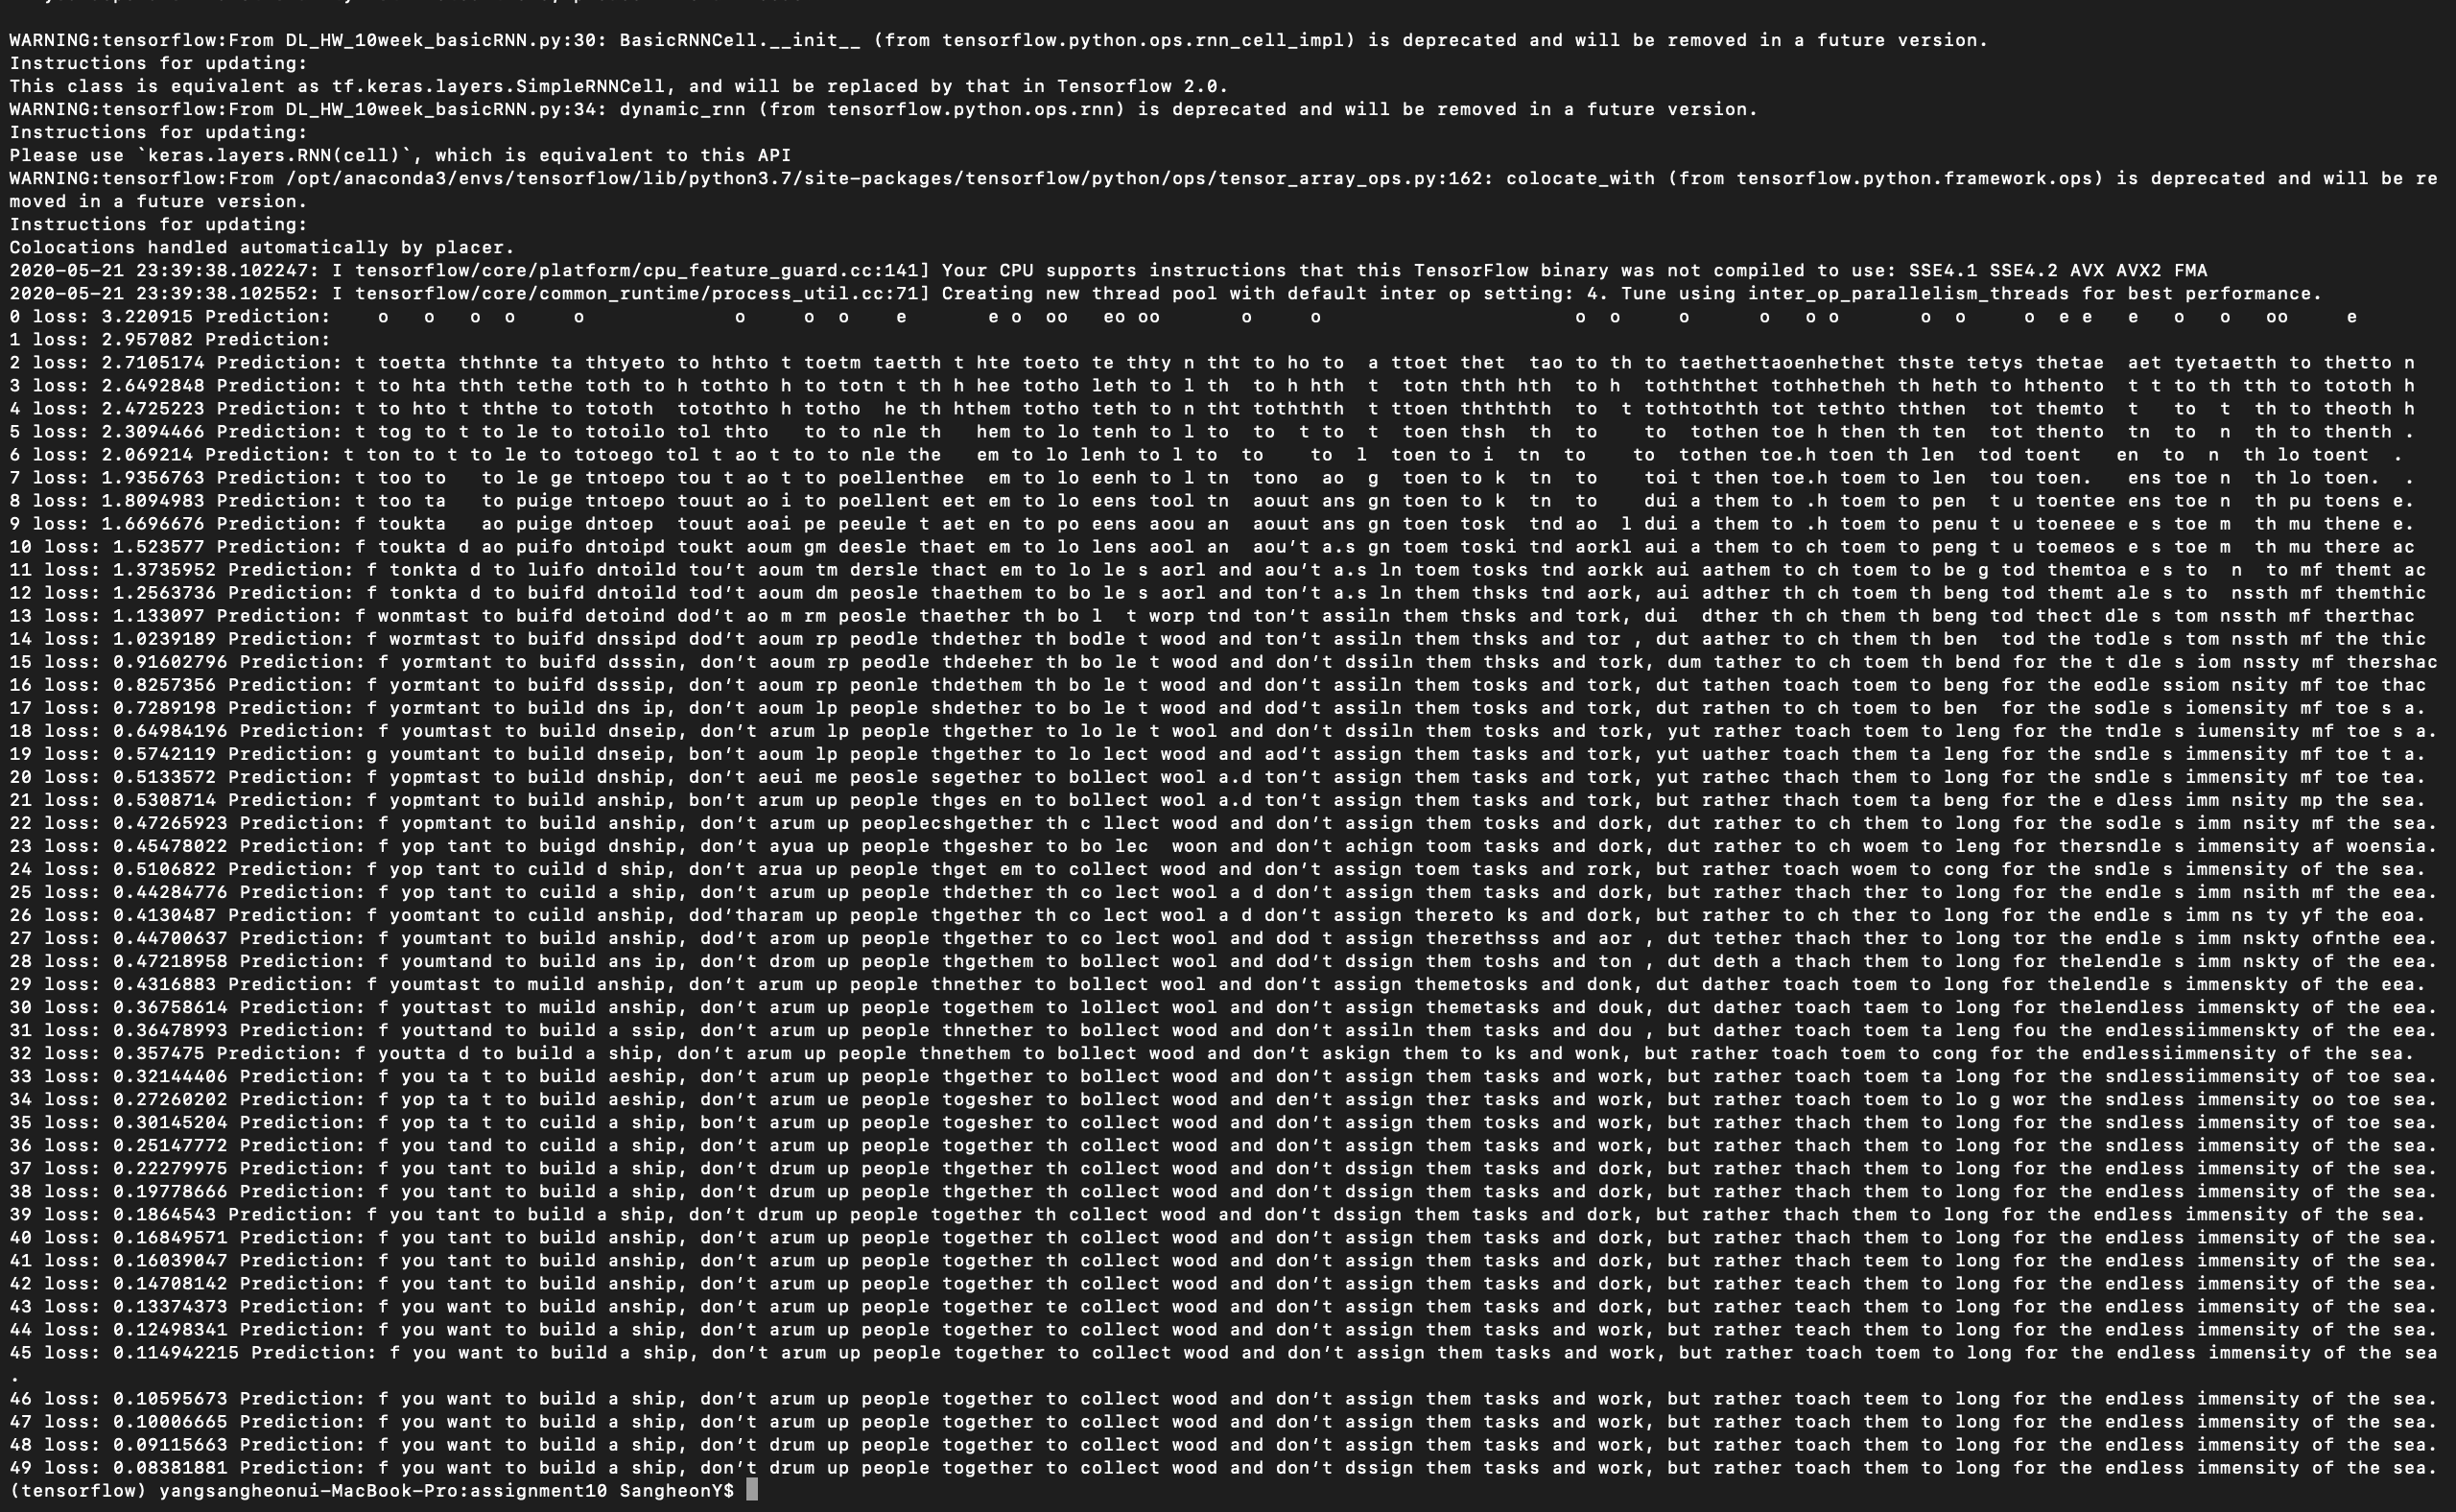 WARNING:tensorflow:From DL_HW_10week_basicRNN.py:30: BasicRNNCell.__init__ (from tensorflow.python.ops.rnn_cell_impl) is deprecated and will be removed in a future version.
Instructions for updating:
This class is equivalent as tf.keras.layers.SimpleRNNCell, and will be replaced by that in Tensorflow 2.0.
WARNING:tensorflow:From DL_HW_10week_basicRNN.py:34: dynamic_rnn (from tensorflow.python.ops.rnn) is deprecated and will be removed in a future version.
Instructions for updating:
Please use `keras.layers.RNN(cell)`, which is equivalent to this API
WARNING:tensorflow:From /opt/anaconda3/envs/tensorflow/lib/python3.7/site-packages/tensorflow/python/ops/tensor_array_ops.py:162: colocate_with (from tensorflow.python.framework.ops) is deprecated and will be re
moved in a future version.
Instructions for updating:
Colocations handled automatically by placer.
2020-05-21 23:39:38.102247: I tensorflow/core/platform/cpu_feature_guard.cc:141] Your CPU supports instructions that this TensorFlow binary was not compiled to use: SSE4.1 SSE4.2 AVX AVX2 FMA
2020-05-21 23:39:38.102552: I tensorflow/core/common_runtime/process_util.cc:71] Creating new thread pool with default inter op setting: 4. Tune using inter_op_parallelism_threads for best performance.
0 loss: 3.220915 Prediction:    o   o   o  o     o             o     o  o    e       e o  oo   eo oo       o     o                      o  o     o      o   o o       o  o     o  e e   e   o   o   oo     e
1 loss: 2.957082 Prediction:
2 loss: 2.7105174 Prediction: t toetta ththnte ta thtyeto to hthto t toetm taetth t hte toeto te thty n tht to ho to  a ttoet thet  tao to th to taethettaoenhethet thste tetys thetae  aet tyetaetth to thetto n
3 loss: 2.6492848 Prediction: t to hta thth tethe toth to h tothto h to totn t th h hee totho leth to l th  to h hth  t  totn thth hth  to h  tothththet tothhetheh th heth to hthento  t t to th tth to tototh h
4 loss: 2.4725223 Prediction: t to hto t ththe to tototh  totothto h totho  he th hthem totho teth to n tht toththth  t ttoen thththth  to  t tothtothth tot tethto ththen  tot themto  t   to  t  th to theoth h
5 loss: 2.3094466 Prediction: t tog to t to le to totoilo tol thto   to to nle th   hem to lo tenh to l to  to  t to  t  toen thsh  th  to    to  tothen toe h then th ten  tot thento  tn  to  n  th to thenth .
6 loss: 2.069214 Prediction: t ton to t to le to totoego tol t ao t to to nle the   em to lo lenh to l to  to    to  l  toen to i  tn  to    to  tothen toe.h toen th len  tod toent   en  to  n  th lo toent  .
7 loss: 1.9356763 Prediction: t too to   to le ge tntoepo tou t ao t to poellenthee  em to lo eenh to l tn  tono  ao  g  toen to k  tn  to    toi t then toe.h toem to len  tou toen.   ens toe n  th lo toen.  .
8 loss: 1.8094983 Prediction: t too ta   to puige tntoepo touut ao i to poellent eet em to lo eens tool tn  aouut ans gn toen to k  tn  to    dui a them to .h toem to pen  t u toentee ens toe n  th pu toens e.
9 loss: 1.6696676 Prediction: f toukta   ao puige dntoep  touut aoai pe peeule t aet en to po eens aoou an  aouut ans gn toen tosk  tnd ao  l dui a them to .h toem to penu t u toeneee e s toe m  th mu thene e.
10 loss: 1.523577 Prediction: f toukta d ao puifo dntoipd toukt aoum gm deesle thaet em to lo lens aool an  aou't a.s gn toem toski tnd aorkl aui a them to ch toem to peng t u toemeos e s toe m  th mu there ac
11 loss: 1.3735952 Prediction: f tonkta d to luifo dntoild tou't aoum tm dersle thact em to lo le s aorl and aou't a.s ln toem tosks tnd aorkk aui aathem to ch toem to be g tod themtoa e s to  n  to mf themt ac
12 loss: 1.2563736 Prediction: f tonkta d to buifd dntoild tod't aoum dm peosle thaethem to bo le s aorl and ton't a.s ln them thsks tnd aork, aui adther th ch toem th beng tod themt ale s to  nssth mf themthic
13 loss: 1.133097 Prediction: f wonmtast to buifd detoind dod't ao m rm peosle thaether th bo l  t worp tnd ton't assiln them thsks and tork, dui  dther th ch them th beng tod thect dle s tom nssth mf therthac
14 loss: 1.0239189 Prediction: f wormtast to buifd dnssipd dod't aoum rp peodle thdether th bodle t wood and ton't assiln them thsks and tor , dut aather to ch them th ben  tod the todle s tom nssth mf the thic
15 loss: 0.91602796 Prediction: f yormtant to buifd dsssin, don't aoum rp peodle thdeeher th bo le t wood and don't dssiln them thsks and tork, dum tather to ch toem th bend for the t dle s iom nssty mf thershac
16 loss: 0.8257356 Prediction: f yormtant to buifd dsssip, don't aoum rp peonle thdethem th bo le t wood and don't assiln them tosks and tork, dut tathen toach toem to beng for the eodle ssiom nsity mf toe thac
17 loss: 0.7289198 Prediction: f yormtant to build dns ip, don't aoum lp people shdether to bo le t wood and dod't assiln them tosks and tork, dut rathen to ch toem to ben  for the sodle s iomensity mf toe s a.
18 loss: 0.64984196 Prediction: f youmtast to build dnseip, don't arum lp people thgether to lo le t wool and don't dssiln them tosks and tork, yut rather toach toem to leng for the tndle s iumensity mf toe s a.
19 loss: 0.5742119 Prediction: g youmtant to build dnseip, bon't aoum lp people thgether to lo lect wood and aod't assign them tasks and tork, yut uather toach them ta leng for the sndle s immensity mf toe t a.
20 loss: 0.5133572 Prediction: f yopmtast to build dnship, don't aeui me peosle segether to bollect wool a.d ton't assign them tasks and tork, yut rathec thach them to long for the sndle s immensity mf toe tea.
21 loss: 0.5308714 Prediction: f yopmtant to build anship, bon't arum up people thges en to bollect wool a.d ton't assign them tasks and tork, but rather thach toem ta beng for the e dless imm nsity mp the sea.
22 loss: 0.47265923 Prediction: f yopmtant to build anship, don't arum up peoplecshgether th c llect wood and don't assign them tosks and dork, dut rather to ch them to long for the sodle s imm nsity mf the sea.
23 loss: 0.45478022 Prediction: f yop tant to buigd dnship, don't ayua up people thgesher to bo lec  woon and don't achign toom tasks and dork, dut rather to ch woem to leng for thersndle s immensity af woensia.
24 loss: 0.5106822 Prediction: f yop tant to cuild d ship, don't arua up people thget em to collect wood and don't assign toem tasks and rork, but rather toach woem to cong for the sndle s immensity of the sea.
25 loss: 0.44284776 Prediction: f yop tant to cuild a ship, don't arum up people thdether th co lect wool a d don't assign them tasks and dork, but rather thach ther to long for the endle s imm nsith mf the eea.
26 loss: 0.4130487 Prediction: f yoomtant to cuild anship, dod'tharam up people thgether th co lect wool a d don't assign thereto ks and dork, but rather to ch ther to long for the endle s imm ns ty yf the eoa.
27 loss: 0.44700637 Prediction: f youmtant to build anship, dod't arom up people thgether to co lect wool and dod t assign therethsss and aor , dut tether thach ther to long tor the endle s imm nskty ofnthe eea.
28 loss: 0.47218958 Prediction: f youmtand to build ans ip, don't drom up people thgethem to bollect wool and dod't dssign them toshs and ton , dut deth a thach them to long for thelendle s imm nskty of the eea.
29 loss: 0.4316883 Prediction: f youmtast to muild anship, don't arum up people thnether to bollect wool and don't assign themetosks and donk, dut dather toach toem to long for thelendle s immenskty of the eea.
30 loss: 0.36758614 Prediction: f youttast to muild anship, don't arum up people togethem to lollect wool and don't assign themetasks and douk, dut dather toach taem to long for thelendless immenskty of the eea.
31 loss: 0.36478993 Prediction: f youttand to build a ssip, don't arum up people thnether to bollect wood and don't assiln them tasks and dou , but dather toach toem ta leng fou the endlessiimmenskty of the eea.
32 loss: 0.357475 Prediction: f youtta d to build a ship, don't arum up people thnethem to bollect wood and don't askign them to ks and wonk, but rather toach toem to cong for the endlessiimmensity of the sea.
33 loss: 0.32144406 Prediction: f you ta t to build aeship, don't arum up people thgether to bollect wood and don't assign them tasks and work, but rather toach toem ta long for the sndlessiimmensity of toe sea.
34 loss: 0.27260202 Prediction: f yop ta t to build aeship, don't arum ue people togesher to bollect wood and den't assign ther tasks and work, but rather toach toem to lo g wor the sndless immensity oo toe sea.
35 loss: 0.30145204 Prediction: f yop ta t to cuild a ship, bon't arum up people togesher to collect wood and don't assign them tosks and work, but rather toach toem to long for the sndless immensity of toe sea.
36 loss: 0.25147772 Prediction: f you tand to cuild a ship, don't arum up people together th collect wood and don't assign them tasks and work, but rather toach them to long for the endless immensity of the sea.
37 loss: 0.22279975 Prediction: f you tant to build a ship, don't drum up people thgether th collect wood and don't dssign them tasks and dork, but rather thach them to long for the endless immensity of the sea.
38 loss: 0.19778666 Prediction: f you tant to build a ship, don't drum up people thgether th collect wood and don't dssign them tasks and dork, but rather thach them to long for the endless immensity of the sea.
39 loss: 0.1864543 Prediction: f you tant to build a ship, don't drum up people together th collect wood and don't dssign them tasks and dork, but rather thach them to long for the endless immensity of the sea.
40 loss: 0.16849571 Prediction: f you tant to build anship, don't arum up people together th collect wood and don't assign them tasks and dork, but rather thach them to long for the endless immensity of the sea.
41 loss: 0.16039047 Prediction: f you tant to build anship, don't arum up people together th collect wood and don't assign them tasks and dork, but rather thach them to long for the endless immensity of the sea.
42 loss: 0.14708142 Prediction: f you tant to build anship, don't arum up people together th collect wood and don't assign them tasks and dork, but rather teach them to long for the endless immensity of the sea.
43 loss: 0.13374373 Prediction: f you want to build anship, don't arum up people together te collect wood and don't assign them tasks and dork, but rather teach them to long for the endless immensity of the sea.
44 loss: 0.12498341 Prediction: f you want to build a ship, don't arum up people together to collect wood and don't assign them tasks and work, but rather teach them to long for the endless immensity of the sea.
45 loss: 0.114942215 Prediction: f you want to build a ship, don't arum up people together to collect wood and don't assign them tasks and work, but rather toach toem to long for the endless immensity of the sea
.
46 loss: 0.10595673 Prediction: f you want to build a ship, don't arum up people together to collect wood and don't assign them tasks and work, but rather toach teem to long for the endless immensity of the sea.
47 loss: 0.10006665 Prediction: f you want to build a ship, don't arum up people together to collect wood and don't assign them tasks and work, but rather toach toem to long for the endless immensity of the sea.
48 loss: 0.09115663 Prediction: f you want to build a ship, don't drum up people together to collect wood and don't assign them tasks and work, but rather toach toem to long for the endless immensity of the sea.
49 loss: 0.08381881 Prediction: f you want to build a ship, don't drum up people together to collect wood and don't dssign them tasks and work, but rather toach them to long for the endless immensity of the sea.
(tensorflow) yangsangheonui-MacBook-Pro:assignment10 SangheonY$